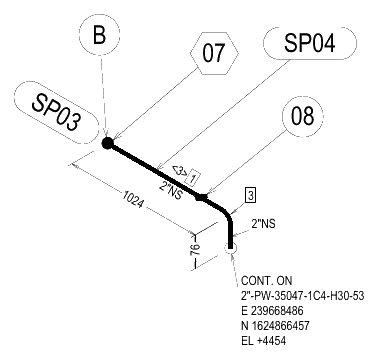 B
07
SP04
SP03
08
<3> 1
2"NS
1024
3
2"NS
76
CONT. ON
2"-PW-35047-1C4-H30-53
E 239668486
N 1624866457
EL +4454